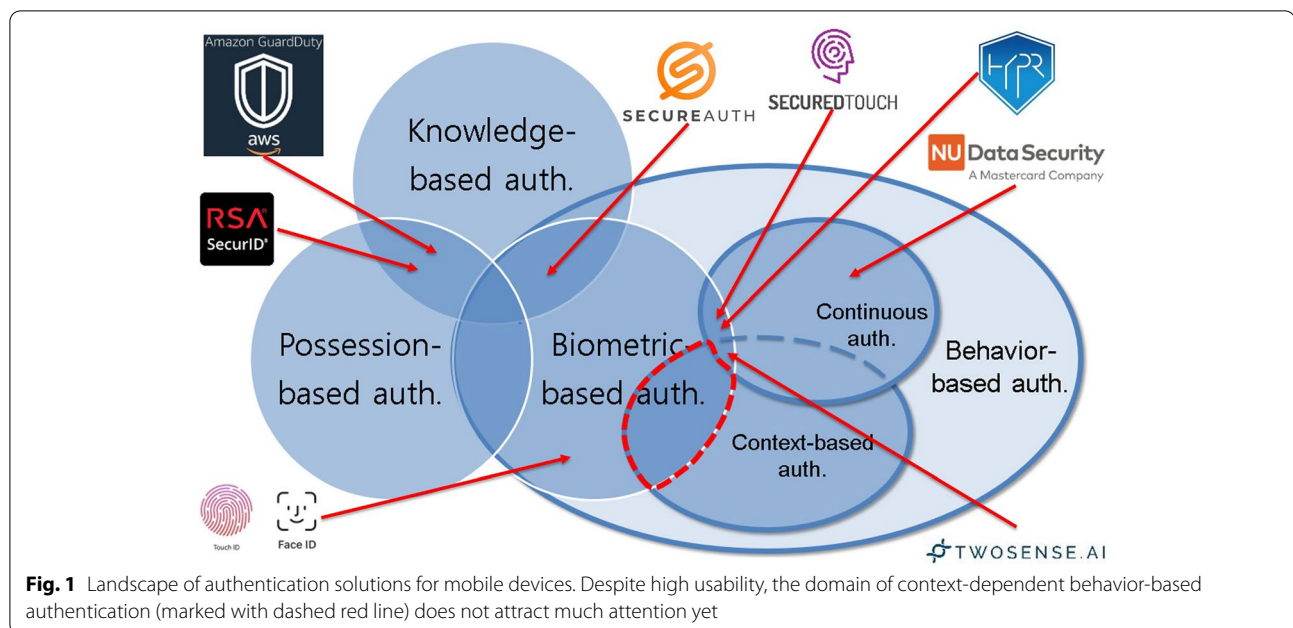 Amazon GuardDuty
aws
RSA
SecurID®
Knowledge-
based auth.
SECUREAUTH
SECUREDTOUCH
HYPR
NU Data Security
A Mastercard Company
Possession-
based auth.
Biometric-
based auth.
Continuous
auth.
Behavior-
based auth.
Context-based
auth.
Touch ID
Face ID
TWOSENSE.AI
Fig. 1 Landscape of authentication solutions for mobile devices. Despite high usability, the domain of context-dependent behavior-based
authentication (marked with dashed red line) does not attract much attention yet